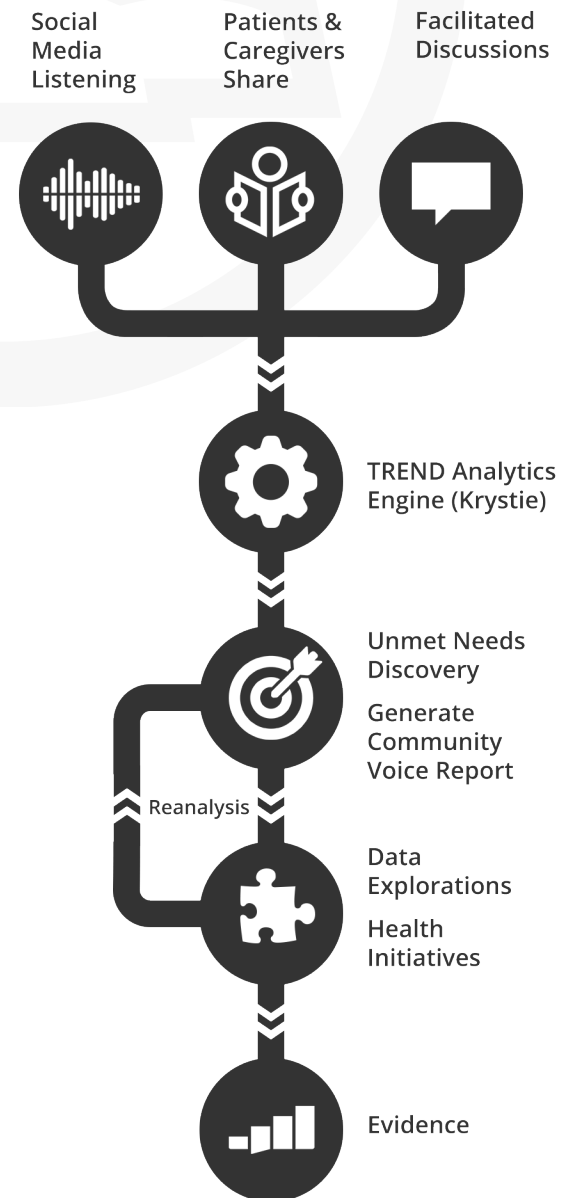 Social
Media
Listening
Patients &
Caregivers
Share
Facilitated
Discussions
TREND Analytics
Engine (Krystie)
Unmet Needs
Discovery
Generate
Community
Voice Report
Reanalysis
Data
Explorations
Health
Initiatives
Evidence